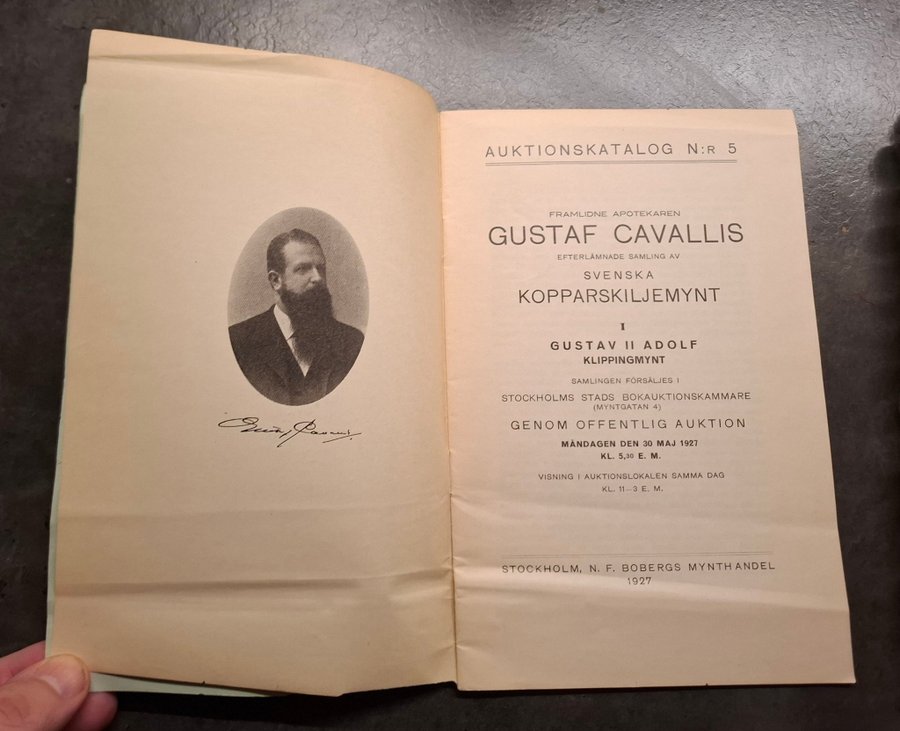 AUKTIONSKATALOG N:R 5
FRAMLIDNE APOTEKAREN
GUSTAF CAVALLIS
EFTERLÄMNADE SAMLING AV
SVENSKA
KOPPARSKILJEMYNT
I
GUSTAV II ADOLF
KLIPPINGMYNT
SAMLINGEN FÖRSÄLJES I
STOCKHOLMS STADS BOKAUKTIONSKAMMARE
(MYNTGATAN 4)
GENOM OFFENTLIG AUKTION
MÅNDAGEN DEN 30 MAJ 1927
KL. 5,30 E. M.
VISNING I AUKTIONSLOKALEN SAMMA DAG
KL. 11—3 E. M.
STOCKHOLM, N. F. BOBERGS MYNTHANDEL
1927